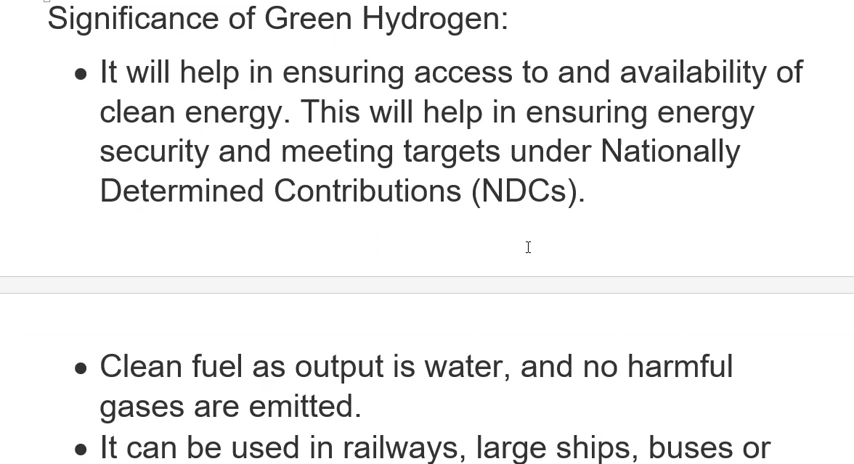 Significance of Green Hydrogen:
● It will help in ensuring access to and availability of
clean energy. This will help in ensuring energy
security and meeting targets under Nationally
Determined Contributions (NDCs).
● Clean fuel as output is water, and no harmful
gases are emitted.
● It can be used in railways, large ships, buses or